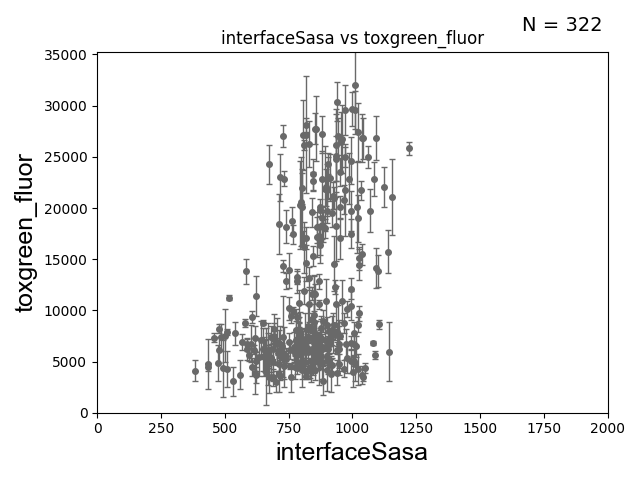 N = 322
interfaceSasa vs toxgreen_fluor
35000
30000
25000
20000
15000
10000
5000
0
toxgreen_fluor
0 250 500 750 1000 1250 1500 1750 2000
interfaceSasa